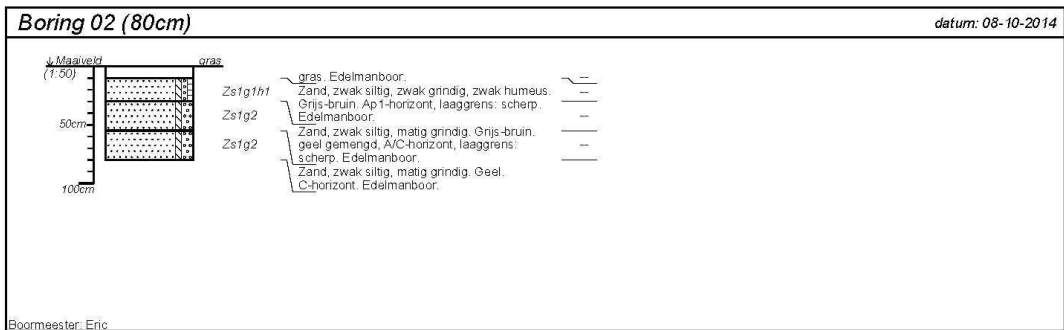 Boring 02 (80cm)
datum: 08-10-2014
↓ Maaiveld
gras
(1:50)
gras. Edelmanboor.
--
Zs1g1h1
Zand, zwak siltig, zwak grindig, zwak humeus.
--
Grijs-bruin. Ap1-horizont, laaggrens: scherp.
Zs1g2
Edelmanboor.
--
50cm
Zand, zwak siltig, matig grindig. Grijs-bruin.
Zs1g2
geel gemengd, A/C-horizont, laaggrens:
--
scherp. Edelmanboor.
Zand, zwak siltig, matig grindig. Geel.
C-horizont. Edelmanboor.
100cm
Boormeester: Eric